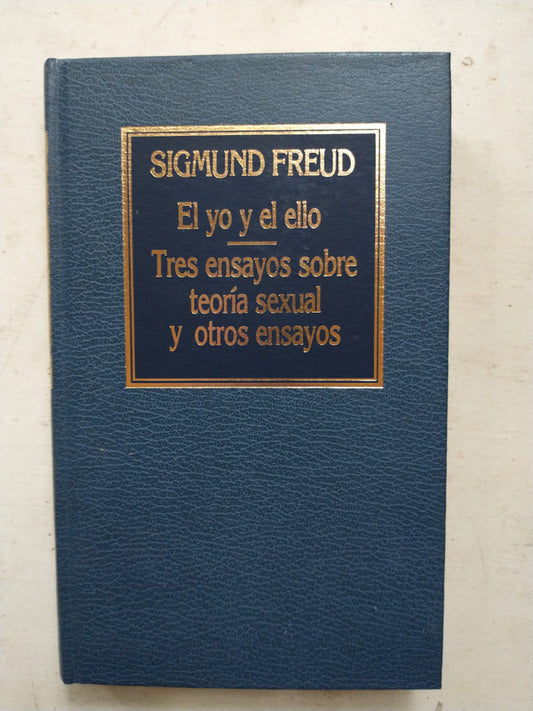 SIGMUND FREUD
El yo y el ello
Tres ensayos sobre
teoría sexual
y otros ensayos